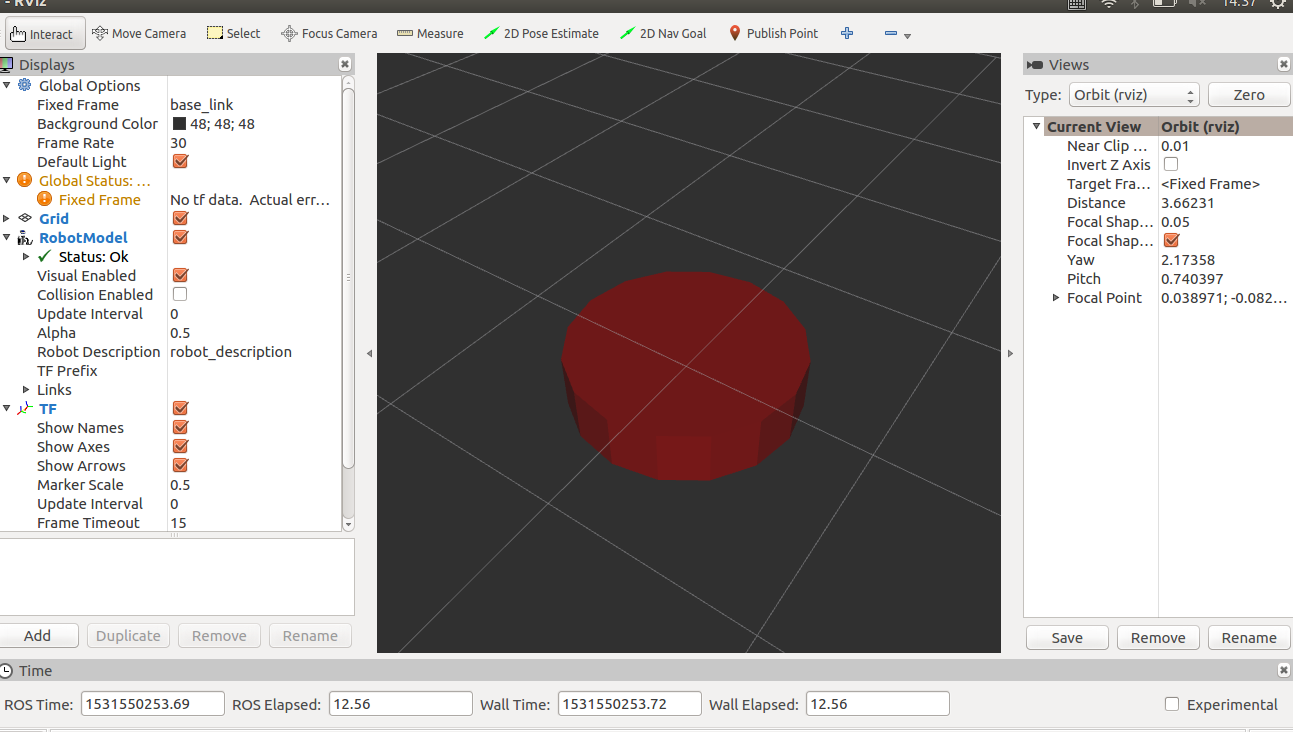 - RViz
14:37
Interact Move Camera Select Focus Camera Measure 2D Pose Estimate 2D Nav Goal Publish Point
Displays
Global Options
Fixed Frame base_link
Background Color 48; 48; 48
Frame Rate 30
Default Light
Global Status: ...
Fixed Frame No tf data. Actual err...
Grid
RobotModel
Status: Ok
Visual Enabled
Collision Enabled
Update Interval 0
Alpha 0.5
Robot Description robot_description
TF Prefix
Links
TF
Show Names
Show Axes
Show Arrows
Marker Scale 0.5
Update Interval 0
Frame Timeout 15
Add Duplicate Remove Rename
Views
Type: Orbit (rviz) Zero
Current View Orbit (rviz)
Near Clip ... 0.01
Invert Z Axis
Target Fra... <Fixed Frame>
Distance 3.66231
Focal Shap... 0.05
Focal Shap...
Yaw 2.17358
Pitch 0.740397
Focal Point 0.038971; -0.082...
Save Remove Rename
Time
ROS Time: 1531550253.69 ROS Elapsed: 12.56 Wall Time: 1531550253.72 Wall Elapsed: 12.56 Experimental